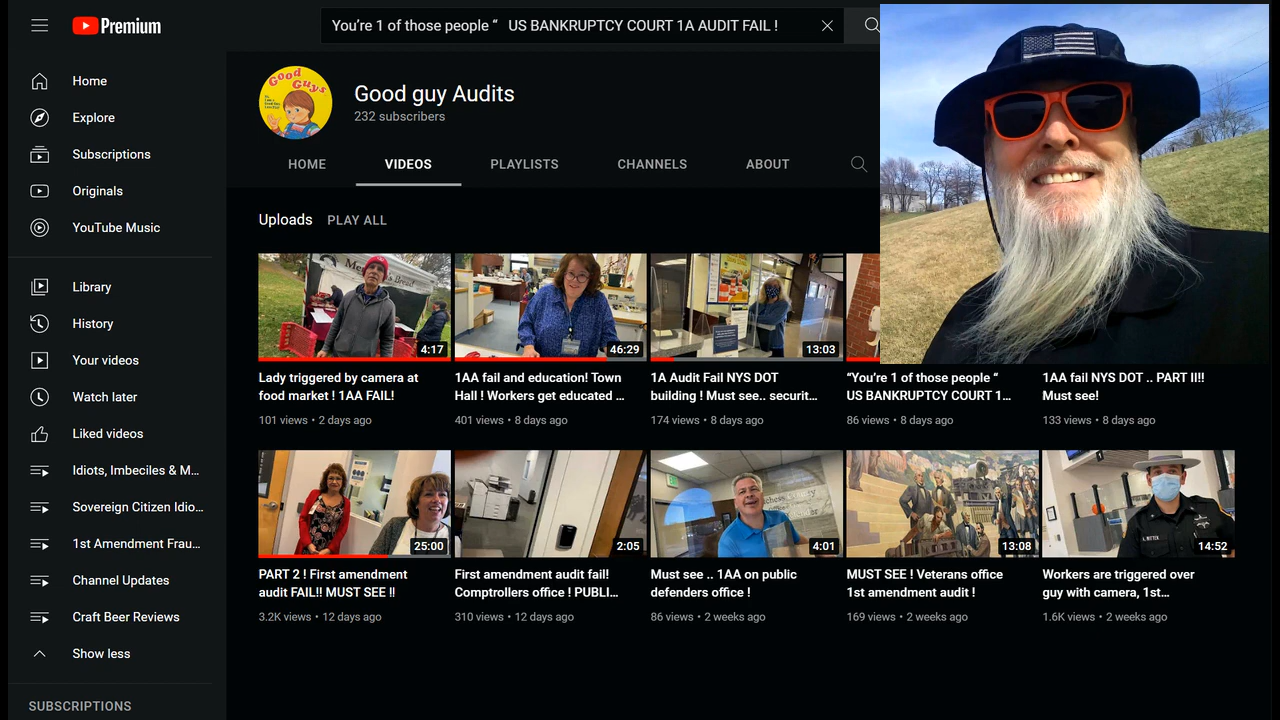 Premium
You’re 1 of those people “   US BANKRUPTCY COURT 1A AUDIT FAIL !
Home
Explore
Subscriptions
Originals
YouTube Music
Library
History
Your videos
Watch later
Liked videos
Idiots, Imbeciles & M...
Sovereign Citizen Idio...
1st Amendment Frau...
Channel Updates
Craft Beer Reviews
Show less
SUBSCRIPTIONS
Good
Guys
Good guy Audits
232 subscribers
HOME VIDEOS PLAYLISTS CHANNELS ABOUT
Uploads PLAY ALL
4:17
46:29
13:03
Lady triggered by camera at
food market ! 1AA FAIL!
101 views • 2 days ago
1AA fail and education! Town
Hall ! Workers get educated ...
401 views • 8 days ago
1A Audit Fail NYS DOT
building ! Must see.. securit...
174 views • 8 days ago
“You’re 1 of those people “
US BANKRUPTCY COURT 1...
86 views • 8 days ago
1AA fail NYS DOT .. PART II!!
Must see!
133 views • 8 days ago
25:00
2:05
4:01
13:08
14:52
PART 2 ! First amendment
audit FAIL!! MUST SEE !!
3.2K views • 12 days ago
First amendment audit fail!
Comptrollers office ! PUBLI...
310 views • 12 days ago
Must see .. 1AA on public
defenders office !
86 views • 2 weeks ago
MUST SEE ! Veterans office
1st amendment audit !
169 views • 2 weeks ago
Workers are triggered over
guy with camera, 1st...
1.6K views • 2 weeks ago